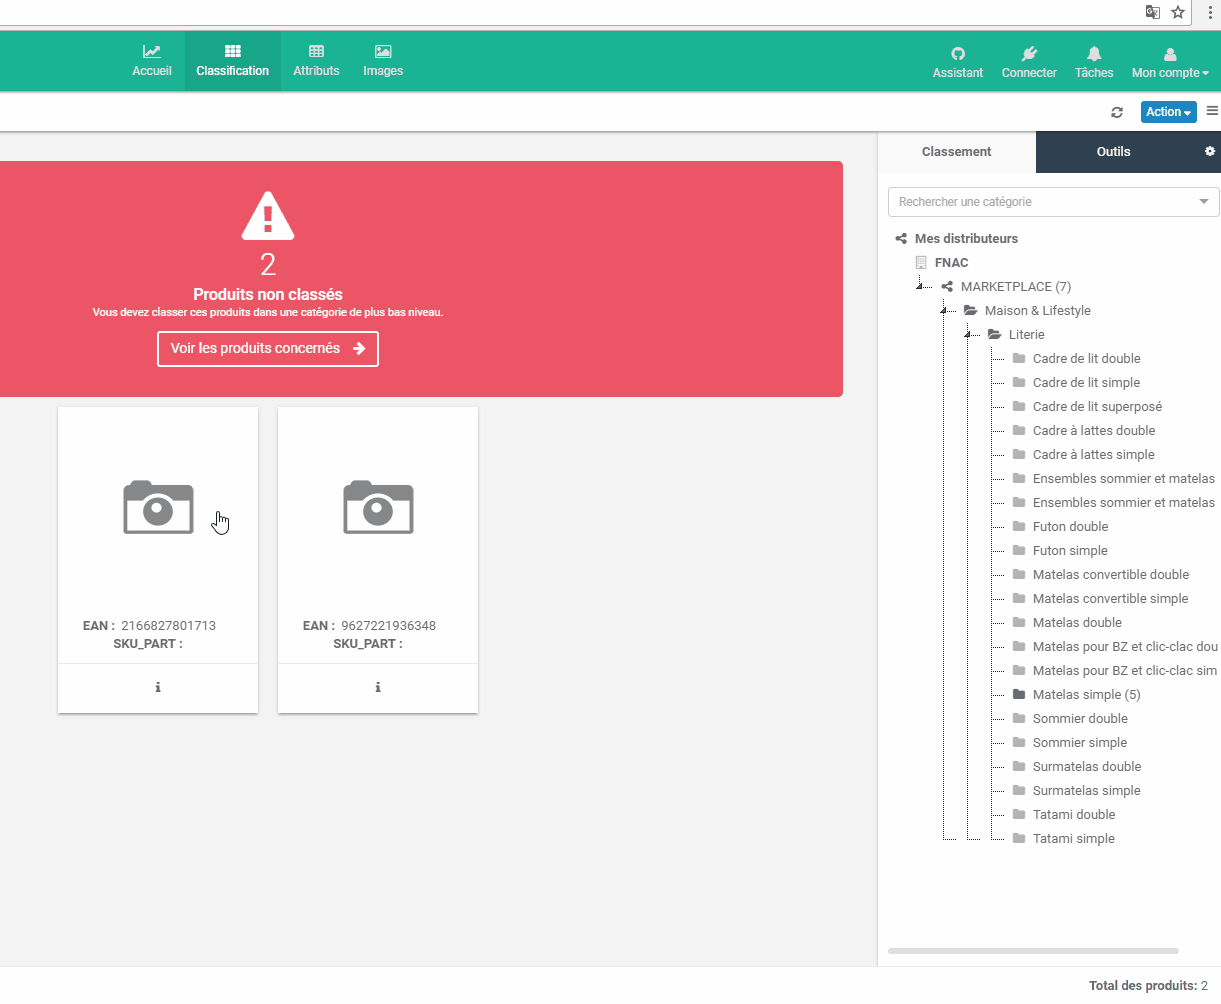 Accueil
Classification
Attributs
Images
Assistant
Connecter
Tâches
Mon compte
Action
2
Produits non classés
Vous devez classer ces produits dans une catégorie de plus bas niveau.
Voir les produits concernés
EAN : 2166827801713
SKU_PART :
EAN : 9627221936348
SKU_PART :
Classement
Outils
Rechercher une catégorie
Mes distributeurs
FNAC
MARKETPLACE (7)
Maison & Lifestyle
Literie
Cadre de lit double
Cadre de lit simple
Cadre de lit superposé
Cadre à lattes double
Cadre à lattes simple
Ensembles sommier et matelas
Ensembles sommier et matelas
Futon double
Futon simple
Matelas convertible double
Matelas convertible simple
Matelas double
Matelas pour BZ et clic-clac dou
Matelas pour BZ et clic-clac sim
Matelas simple (5)
Sommier double
Sommier simple
Surmatelas double
Surmatelas simple
Tatami double
Tatami simple
Total des produits: 2